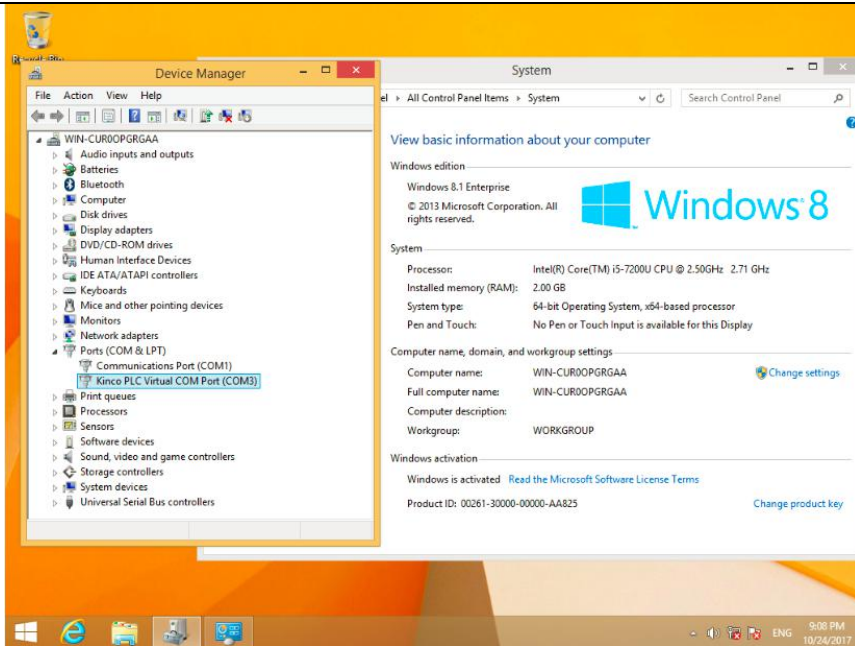 Device Manager
File Action View Help
WIN-CUR0OPGRGAA
Audio inputs and outputs
Batteries
Bluetooth
Computer
Disk drives
Display adapters
DVD/CD-ROM drives
Human Interface Devices
IDE ATA/ATAPI controllers
Keyboards
Mice and other pointing devices
Monitors
Network adapters
Ports (COM & LPT)
Communications Port (COM1)
Kinco PLC Virtual COM Port (COM3)
Print queues
Processors
Sensors
Software devices
Sound, video and game controllers
Storage controllers
System devices
Universal Serial Bus controllers
System
All Control Panel Items System
Search Control Panel
View basic information about your computer
Windows edition
Windows 8.1 Enterprise
© 2013 Microsoft Corporation. All
rights reserved.
Windows 8
System
Processor: Intel(R) Core(TM) i5-7200U CPU @ 2.50GHz 2.71 GHz
Installed memory (RAM): 2.00 GB
System type: 64-bit Operating System, x64-based processor
Pen and Touch: No Pen or Touch Input is available for this Display
Computer name, domain, and workgroup settings
Computer name: WIN-CUR0OPGRGAA
Change settings
Full computer name: WIN-CUR0OPGRGAA
Computer description:
Workgroup: WORKGROUP
Windows activation
Windows is activated Read the Microsoft Software License Terms
Product ID: 00261-30000-00000-AA825
Change product key
ENG
9:08 PM
10/24/2017